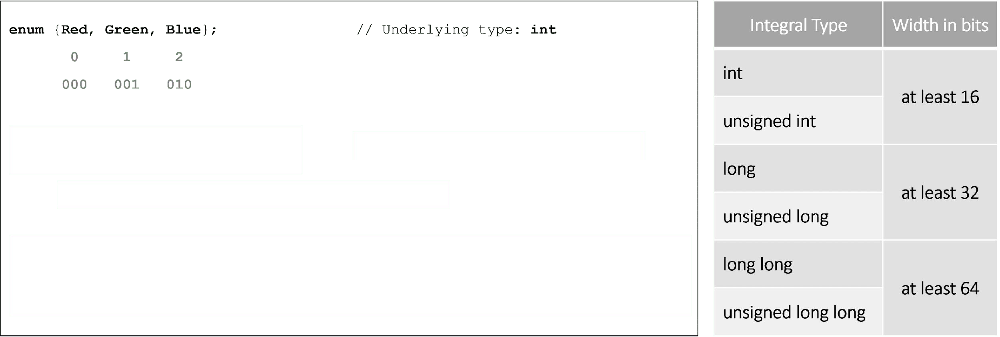 enum {Red, Green, Blue}; // Underlying type: int
0 1 2
000 001 010
Integral Type Width in bits
int
at least 16
unsigned int
long
at least 32
unsigned long
long long
at least 64
unsigned long long